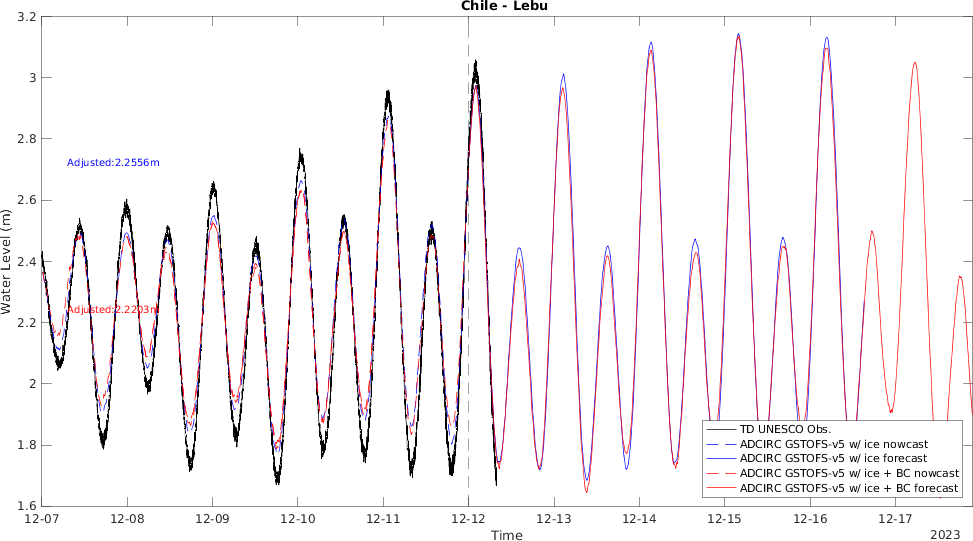 Chile - Lebu
Water Level (m)
3.2
3
2.8
2.6
2.4
2.2
2
1.8
1.6
Adjusted:2.2556m
Adjusted:2.2203m
TD UNESCO Obs.
ADCIRC GSTOFS-v5 w/ ice nowcast
ADCIRC GSTOFS-v5 w/ ice forecast
ADCIRC GSTOFS-v5 w/ ice + BC nowcast
ADCIRC GSTOFS-v5 w/ ice + BC forecast
12-07 12-08 12-09 12-10 12-11 12-12 12-13 12-14 12-15 12-16 12-17
Time
2023